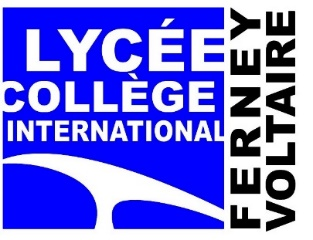 LYCÉE
COLLÈGE
INTERNATIONAL
FERNEY
VOLTAIRE